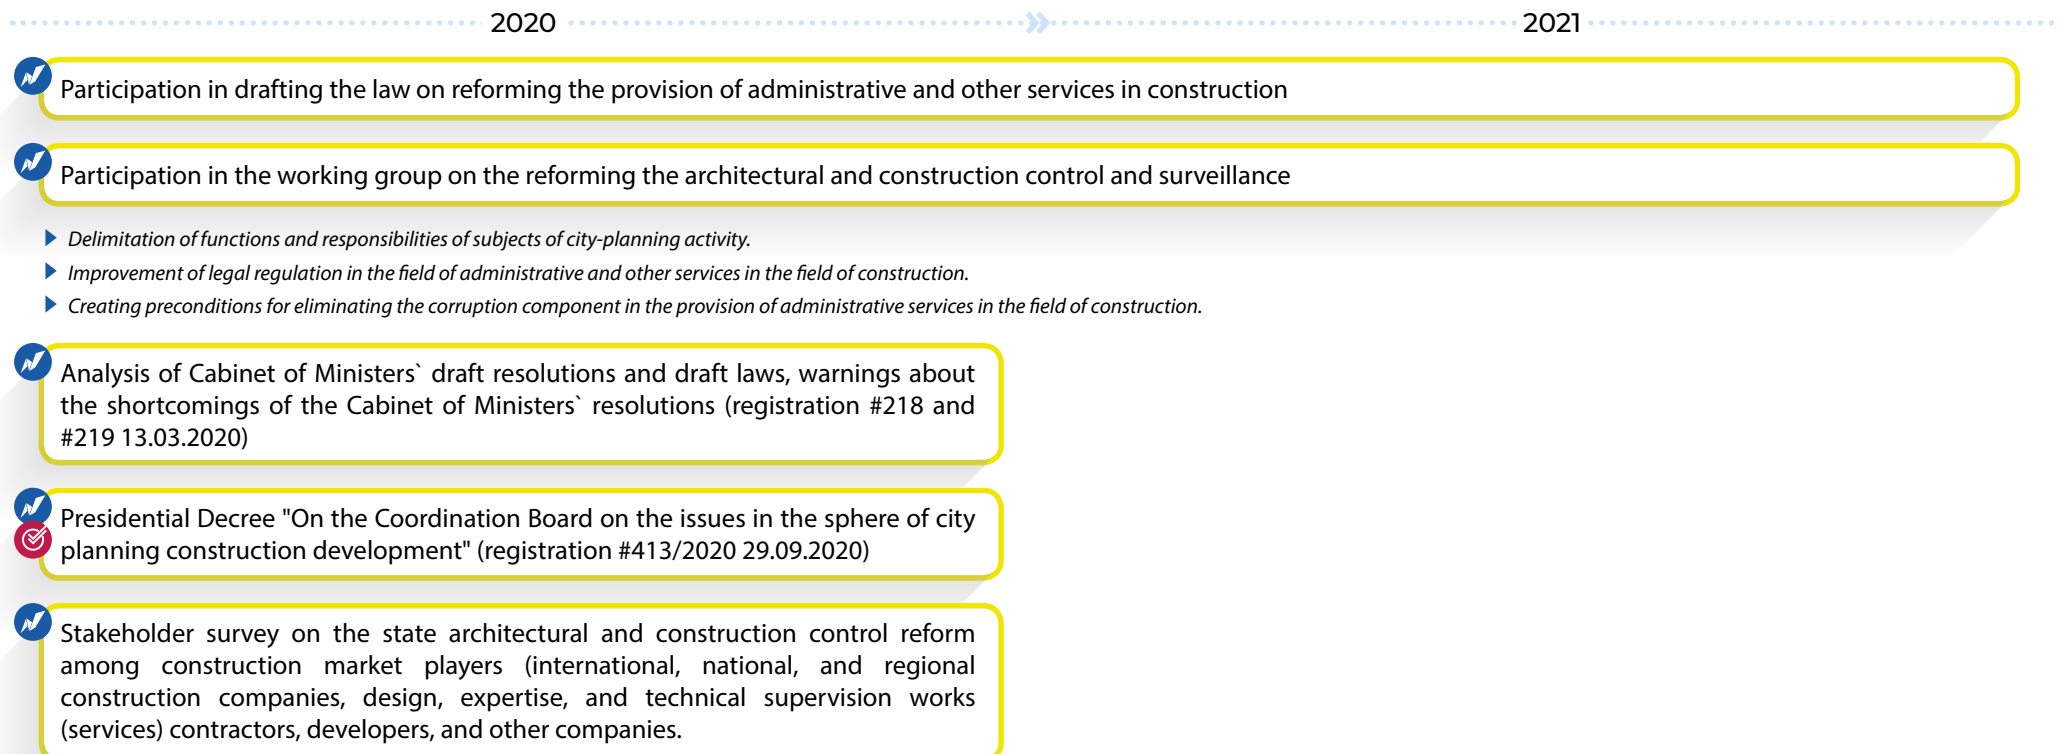 2020
2021
Participation in drafting the law on reforming the provision of administrative and other services in construction
Participation in the working group on the reforming the architectural and construction control and surveillance
Delimitation of functions and responsibilities of subjects of city-planning activity.
Improvement of legal regulation in the field of administrative and other services in the field of construction.
Creating preconditions for eliminating the corruption component in the provision of administrative services in the field of construction.
Analysis of Cabinet of Ministers` draft resolutions and draft laws, warnings about
the shortcomings of the Cabinet of Ministers` resolutions (registration #218 and
#219 13.03.2020)
Presidential Decree "On the Coordination Board on the issues in the sphere of city
planning construction development" (registration #413/2020 29.09.2020)
Stakeholder survey on the state architectural and construction control reform
among construction market players (international, national, and regional
construction companies, design, expertise, and technical supervision works
(services) contractors, developers, and other companies.